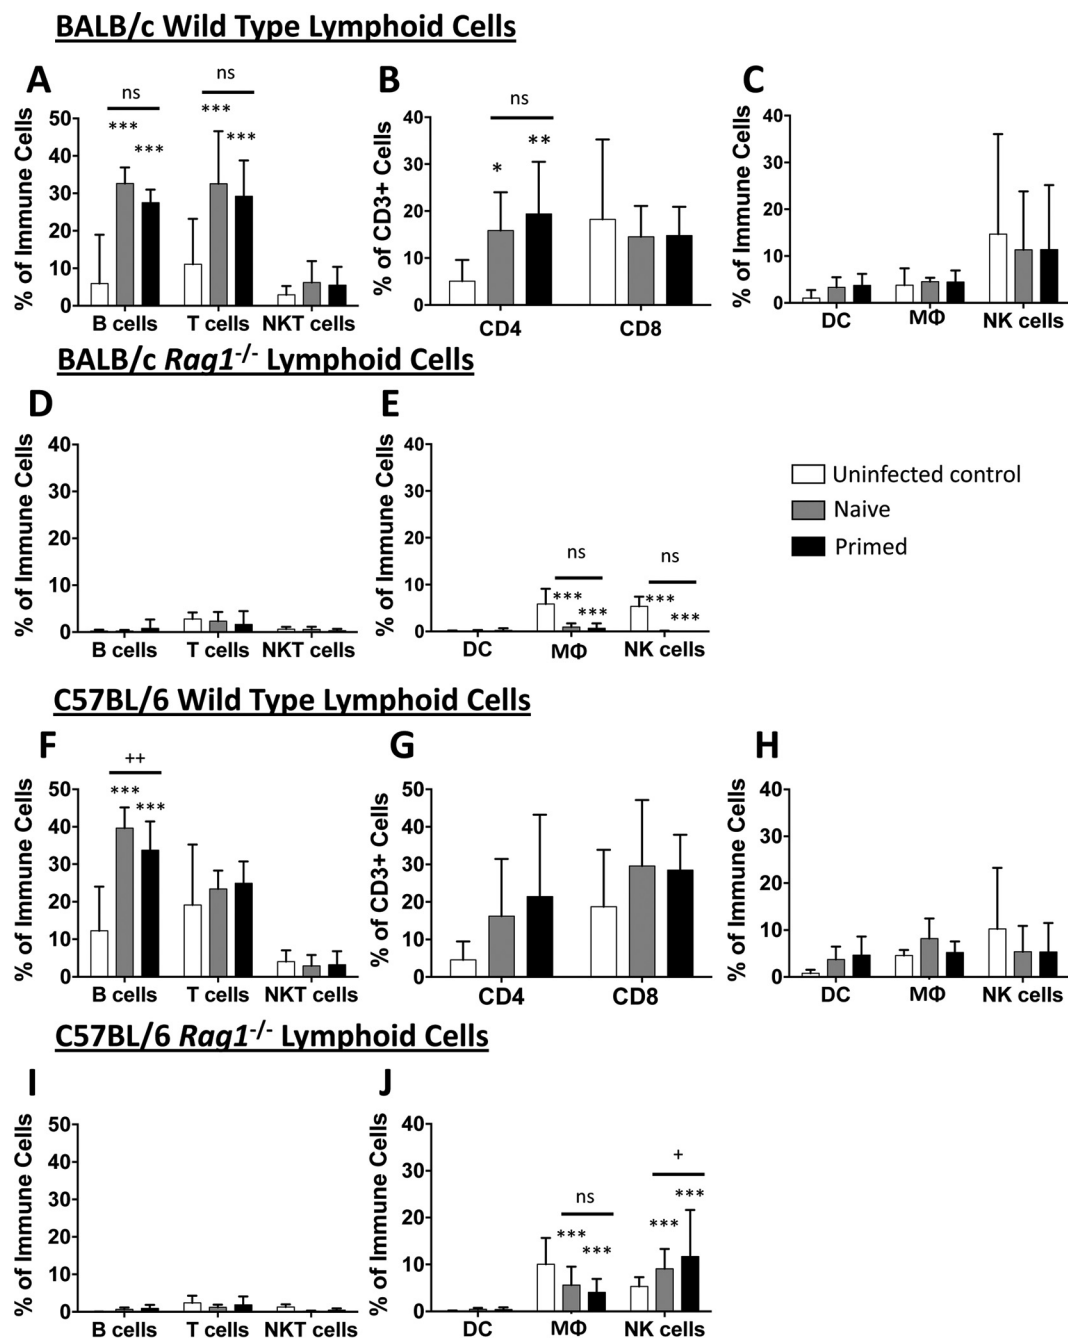 BALB/c Wild Type Lymphoid Cells
A
% of Immune Cells
50
40
30
20
10
0
ns
***
***
ns
***
***
B cells
T cells
NKT cells
B
% of CD3+ Cells
40
30
20
10
0
ns
*
**
CD4
CD8
C
% of Immune Cells
40
30
20
10
0
DC
MΦ
NK cells
BALB/c Rag1-/- Lymphoid Cells
D
% of Immune Cells
40
30
20
10
0
B cells
T cells
NKT cells
E
% of Immune Cells
40
30
20
10
0
ns
***
***
ns
***
***
DC
MΦ
NK cells
Uninfected control
Naive
Primed
C57BL/6 Wild Type Lymphoid Cells
F
% of Immune Cells
50
40
30
20
10
0
++
***
***
B cells
T cells
NKT cells
G
% of CD3+ Cells
50
40
30
20
10
0
CD4
CD8
H
% of Immune Cells
40
30
20
10
0
DC
MΦ
NK cells
C57BL/6 Rag1-/- Lymphoid Cells
I
% of Immune Cells
50
40
30
20
10
0
B cells
T cells
NKT cells
J
% of Immune Cells
40
30
20
10
0
ns
***
***
+
***
***
DC
MΦ
NK cells